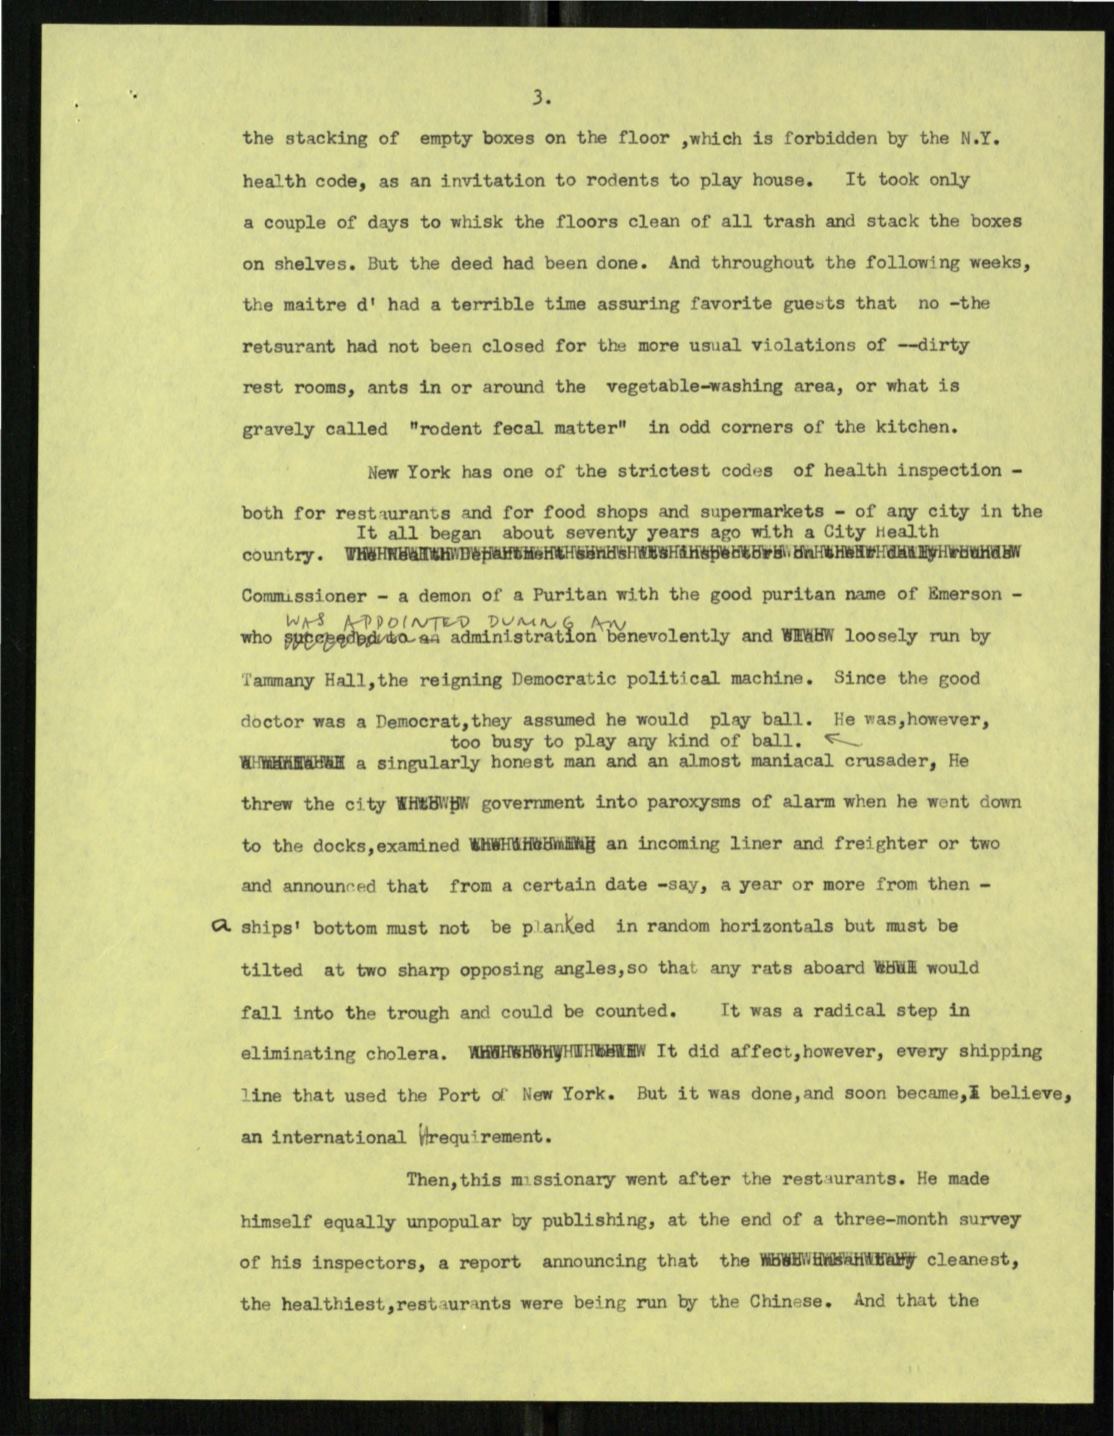 3.
the stacking of empty boxes on the floor ,which is forbidden by the N.Y.
health code, as an invitation to rodents to play house. It took only
a couple of days to whisk the floors clean of all trash and stack the boxes
on shelves. But the deed had been done. And throughout the following weeks,
the maitre d' had a terrible time assuring favorite guests that no -the
retsurant had not been closed for the more usual violations of --dirty
rest rooms, ants in or around the vegetable-washing area, or what is
gravely called "rodent fecal matter" in odd corners of the kitchen.
New York has one of the strictest codes of health inspection -
both for restaurants and for food shops and supermarkets - of any city in the
It all began about seventy years ago with a City Health
country.
Commissioner - a demon of a Puritan with the good puritan name of Emerson -
WAS APPOINTED DURING AN
who succeeded to an administration benevolently and loosely run by
Tammany Hall,the reigning Democratic political machine. Since the good
doctor was a Democrat,they assumed he would play ball. He was,however,
too busy to play any kind of ball.
a singularly honest man and an almost maniacal crusader, He
threw the city government into paroxysms of alarm when he went down
to the docks,examined an incoming liner and freighter or two
and announced that from a certain date -say, a year or more from then -
a ships' bottom must not be planked in random horizontals but must be
tilted at two sharp opposing angles,so that any rats aboard would
fall into the trough and could be counted. It was a radical step in
eliminating cholera. It did affect,however, every shipping
line that used the Port of New York. But it was done,and soon became,I believe,
an international requirement.
Then,this missionary went after the restaurants. He made
himself equally unpopular by publishing, at the end of a three-month survey
of his inspectors, a report announcing that the cleanest,
the healthiest,restaurants were being run by the Chinese. And that the